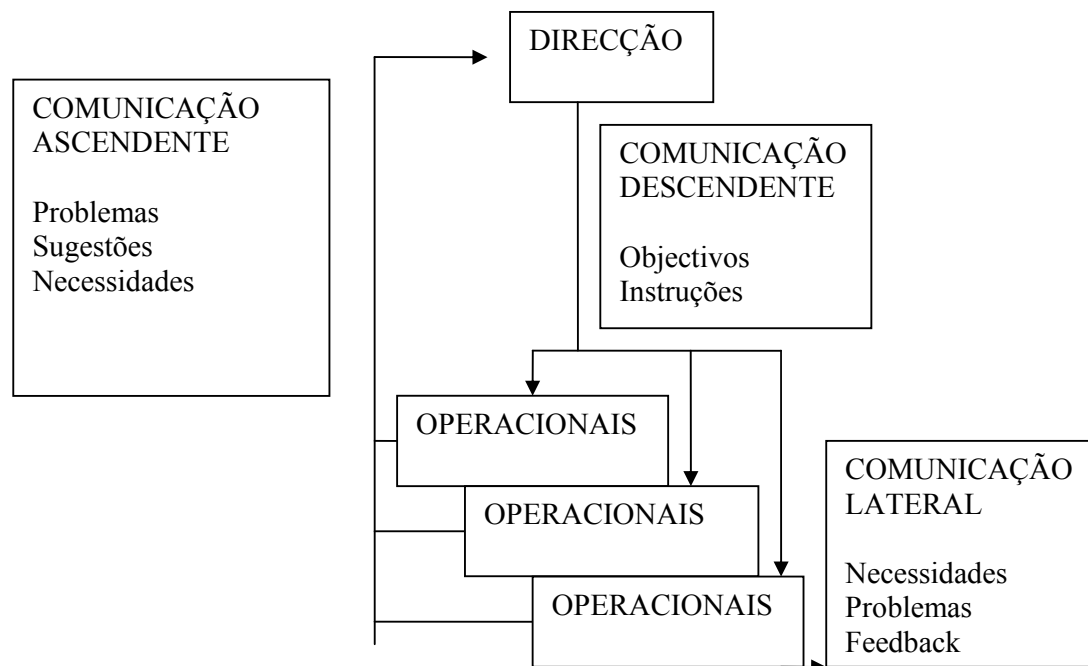 DIRECÇÃO
COMUNICAÇÃO
ASCENDENTE
Problemas
Sugestões
Necessidades
COMUNICAÇÃO
DESCENDENTE
Objectivos
Instruções
OPERACIONAIS
OPERACIONAIS
OPERACIONAIS
COMUNICAÇÃO
LATERAL
Necessidades
Problemas
Feedback